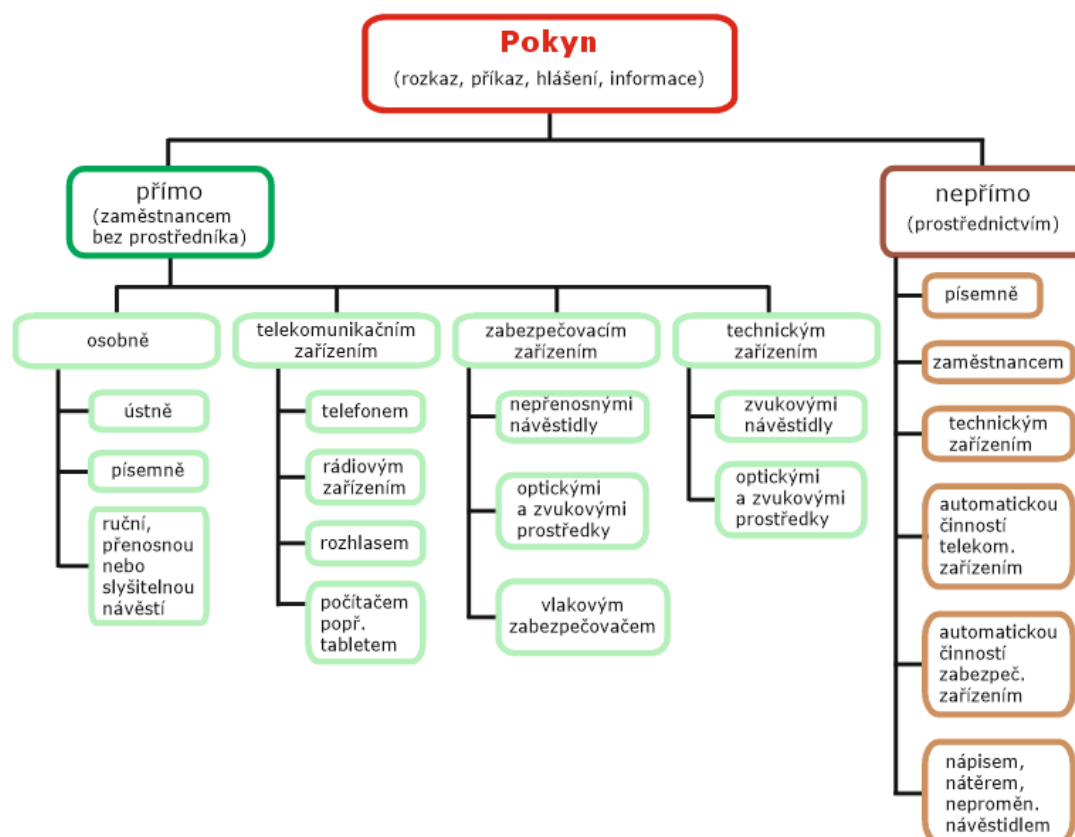 Pokyn
(rozkaz, příkaz, hlášení, informace)
přímo
(zaměstnancem
bez prostředníka)
nepřímo
(prostřednictvím)
osobně
ústně
písemně
ruční,
přenosnou
nebo
slyšitelnou
návěstí
telekomunikačním
zařízením
telefonem
rádiovým
zařízením
rozhlasem
počítačem
popř.
tabletem
zabezpečovacím
zařízením
nepřenosnými
návěstidly
optickými
a zvukovými
prostředky
vlakovým
zabezpečovačem
technickým
zařízením
zvukovými
návěstidly
optickými
a zvukovými
prostředky
písemně
zaměstnancem
technickým
zařízením
automatickou
činností
telekom.
zařízením
automatickou
činností
zabezpeč.
zařízením
nápisem,
nátěrem,
neproměn.
návěstidlem